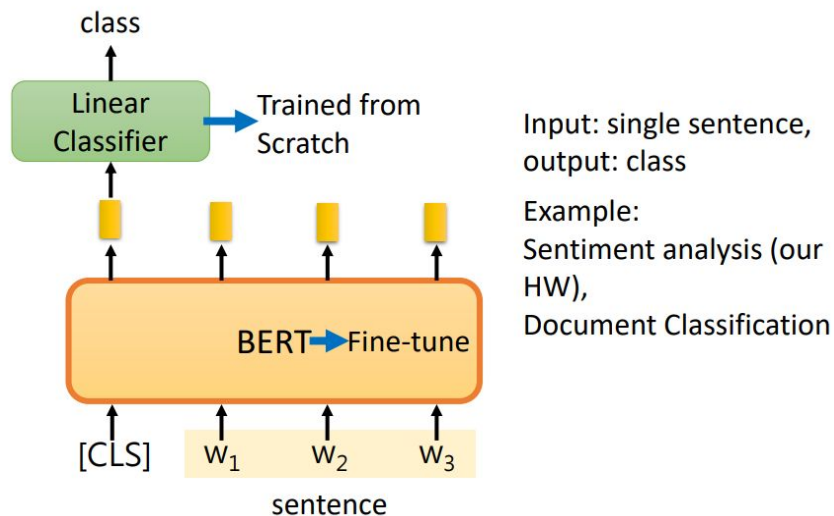 class
Linear
Classifier
Trained from
Scratch
Input: single sentence,
output: class
Example:
Sentiment analysis (our
HW),
Document Classification
BERT Fine-tune
[CLS] w₁ w₂ w₃
sentence